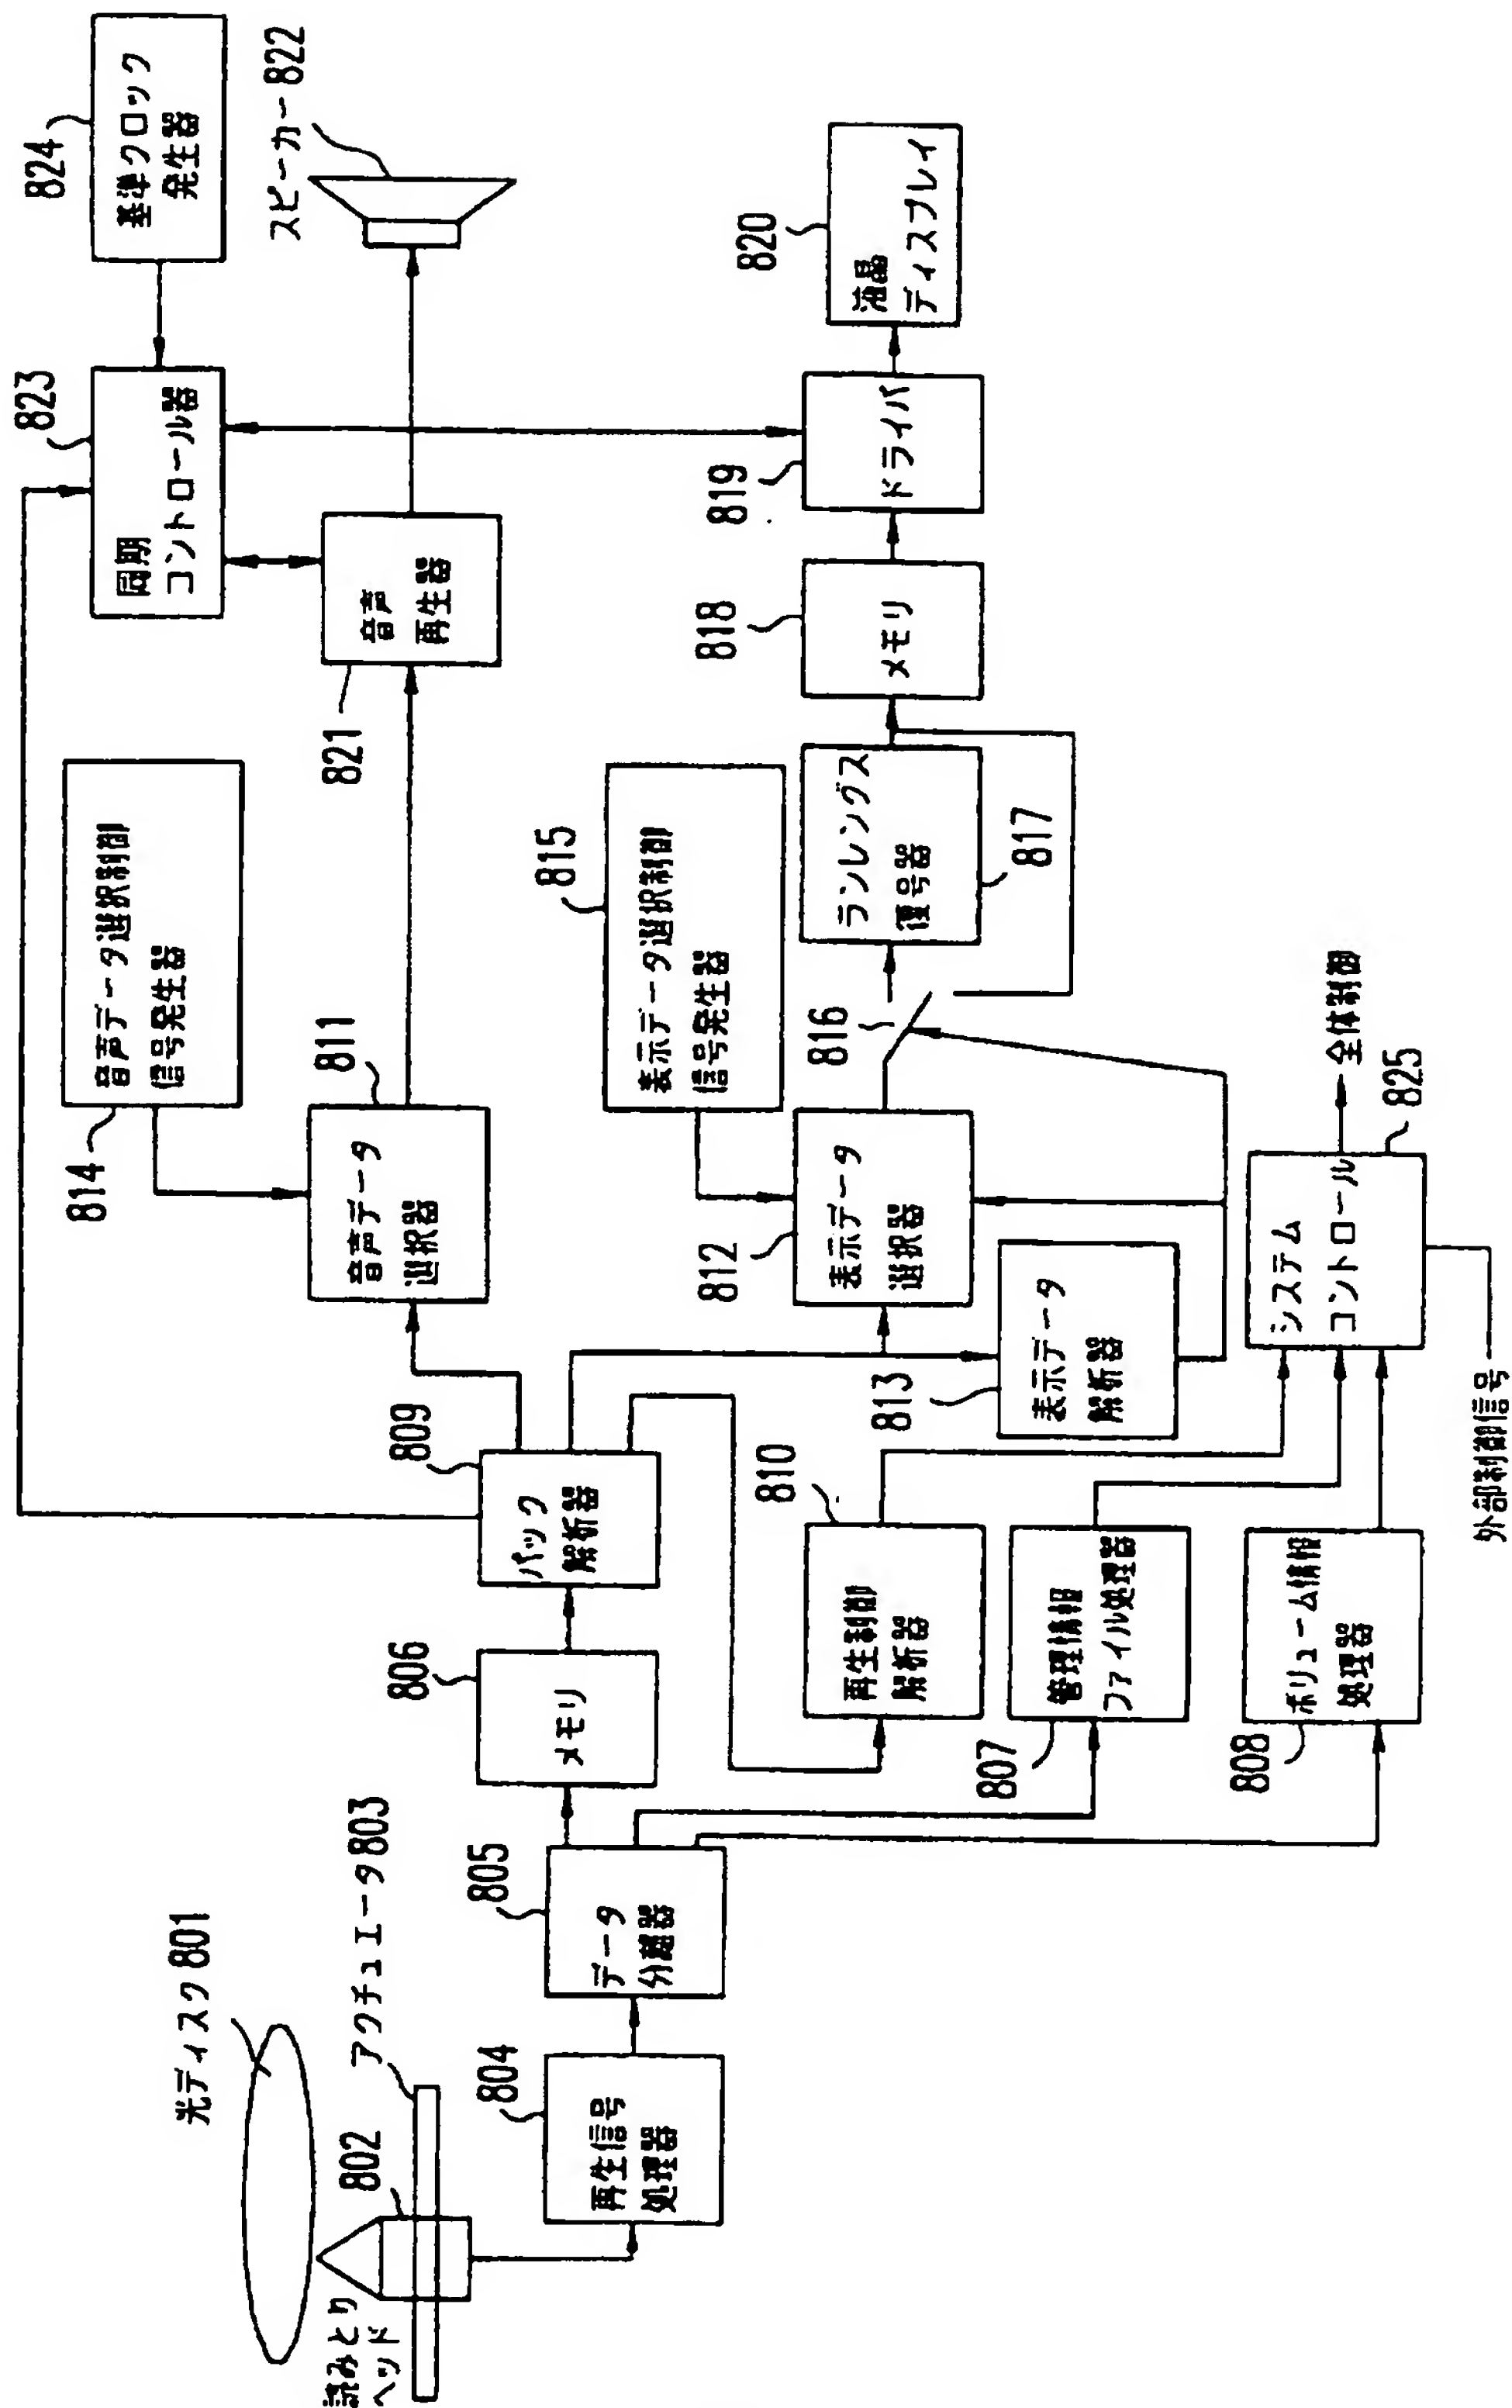 光ディスク801
アクチュエータ803
読みとり
ヘッド
802
804
再生信号
処理器
805
データ
分離器
806
メモリ
809
パック
解析器
814
音声データ選択制御
信号発生器
811
音声データ
選択器
821
音声
再生器
823
同期
コントロール器
824
基準クロック
発生器
スピーカー822
815
表示データ選択制御
信号発生器
812
表示データ
選択器
813
表示データ
解析器
816
817
ランレングス
復号器
818
メモリ
819
ドライバ
820
液晶
ディスプレイ
810
再生制御
解析器
807
管理情報
ファイル処理器
808
ボリューム情報
処理器
システム
コントロール
825
全体制御
外部制御信号